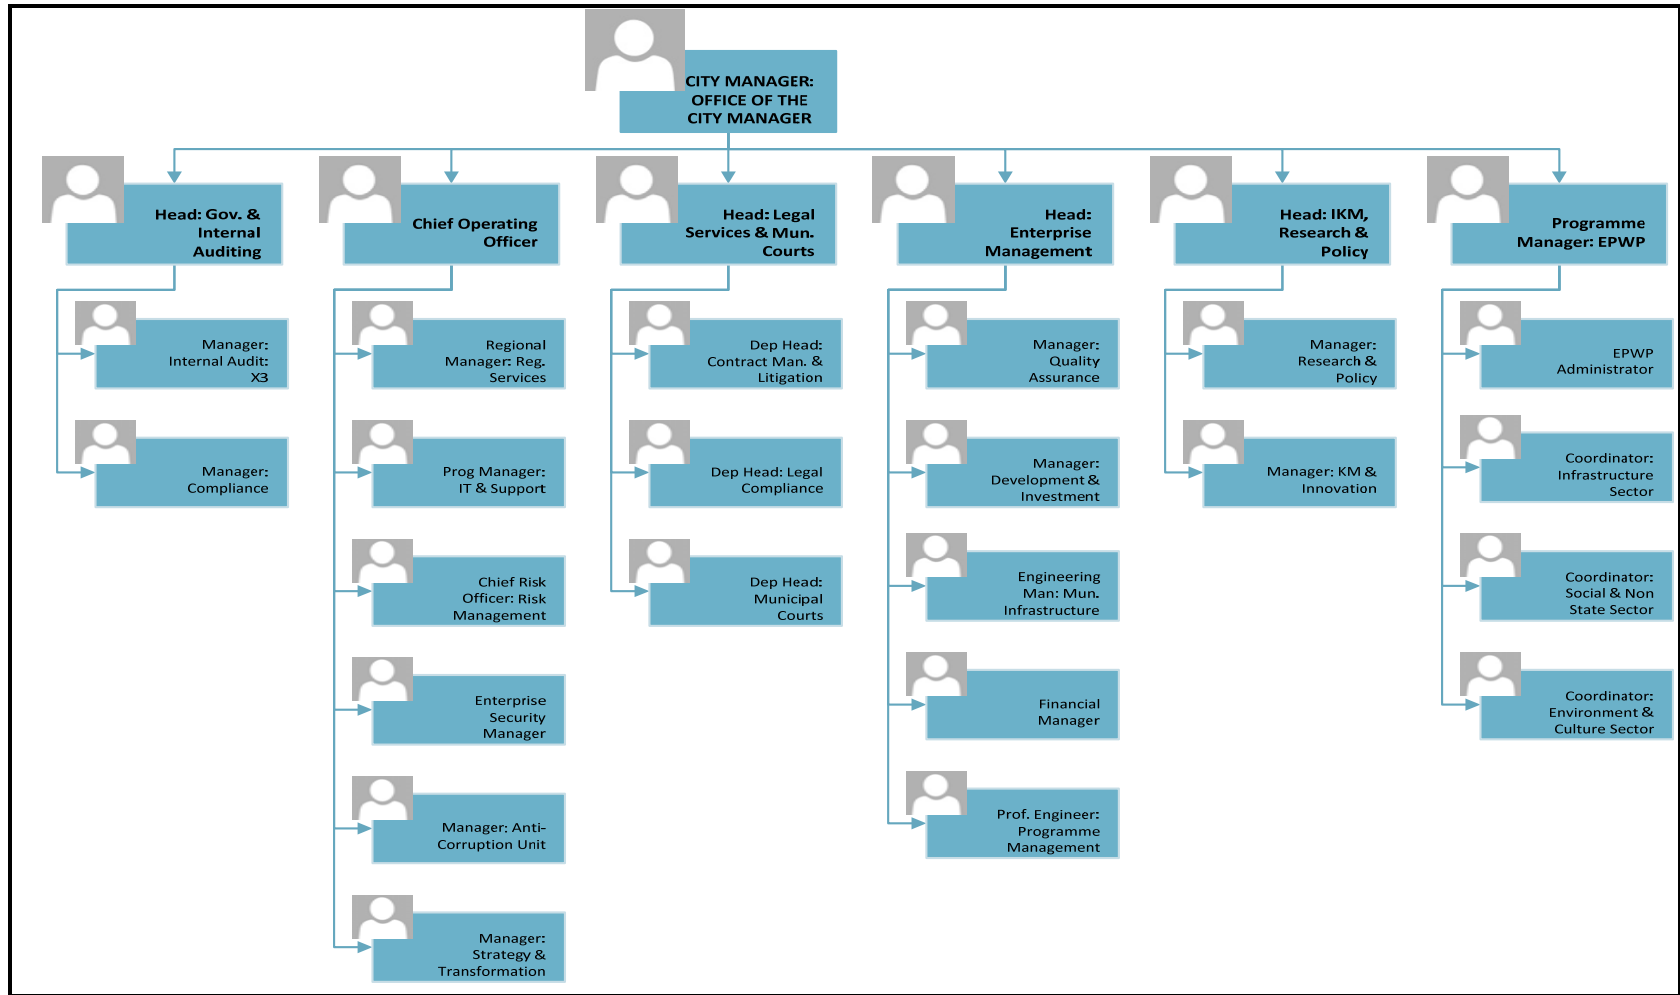 CITY MANAGER:
OFFICE OF THE
CITY MANAGER
Head: Gov. &
Internal
Auditing
Manager:
Internal Audit:
X3
Manager:
Compliance
Chief Operating
Officer
Regional
Manager: Reg.
Services
Prog Manager:
IT & Support
Chief Risk
Officer: Risk
Management
Enterprise
Security
Manager
Manager: Anti-
Corruption Unit
Manager:
Strategy &
Transformation
Head: Legal
Services & Mun.
Courts
Dep Head:
Contract Man. &
Litigation
Dep Head: Legal
Compliance
Dep Head:
Municipal
Courts
Head:
Enterprise
Management
Manager:
Quality
Assurance
Manager:
Development &
Investment
Engineering
Man: Mun.
Infrastructure
Financial
Manager
Prof. Engineer:
Programme
Management
Head: IKM,
Research &
Policy
Manager:
Research &
Policy
Manager: KM &
Innovation
Programme
Manager: EPWP
EPWP
Administrator
Coordinator:
Infrastructure
Sector
Coordinator:
Social & Non
State Sector
Coordinator:
Environment &
Culture Sector